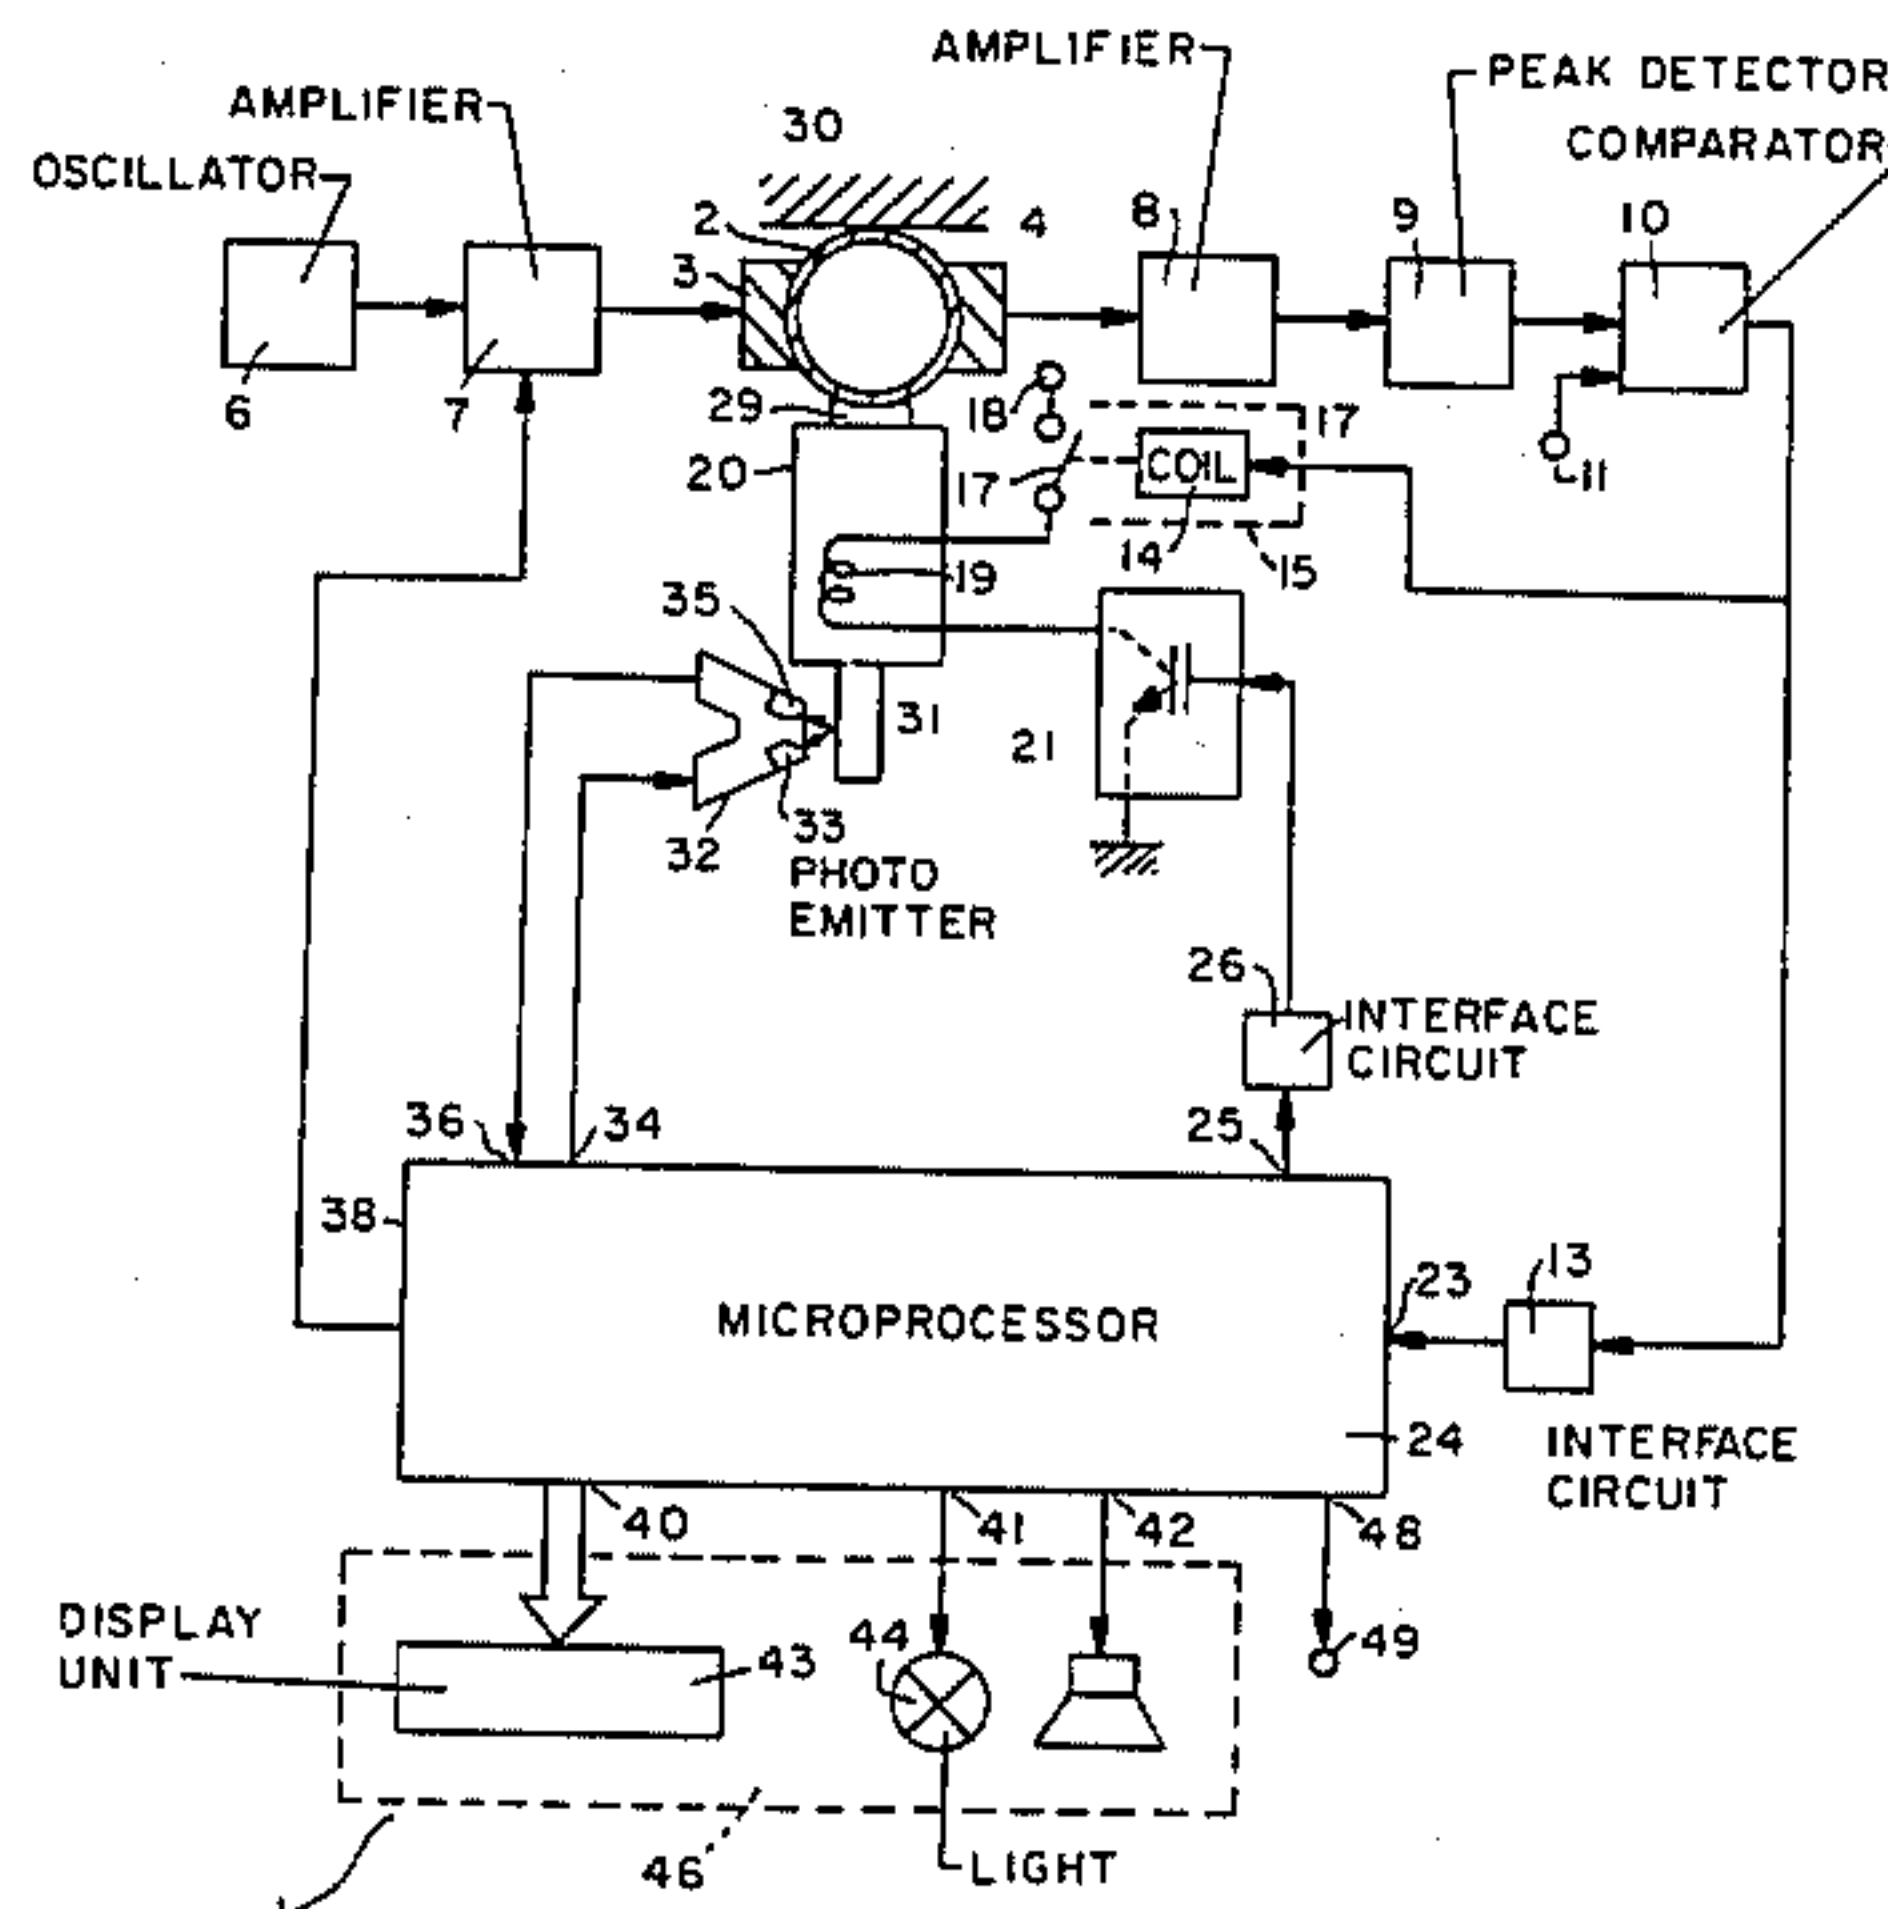 AMPLIFIER
PEAK DETECTOR
AMPLIFIER
30
COMPARATOR
OSCILLATOR
2
4
8
9
10
3
6
7
29
18
17
11
20
17
COIL
14
15
19
35
31
21
33
32
PHOTO
EMITTER
26
INTERFACE
CIRCUIT
36
34
25
38
13
23
MICROPROCESSOR
24
INTERFACE
CIRCUIT
40
41
42
48
DISPLAY
UNIT
44
43
49
46
LIGHT